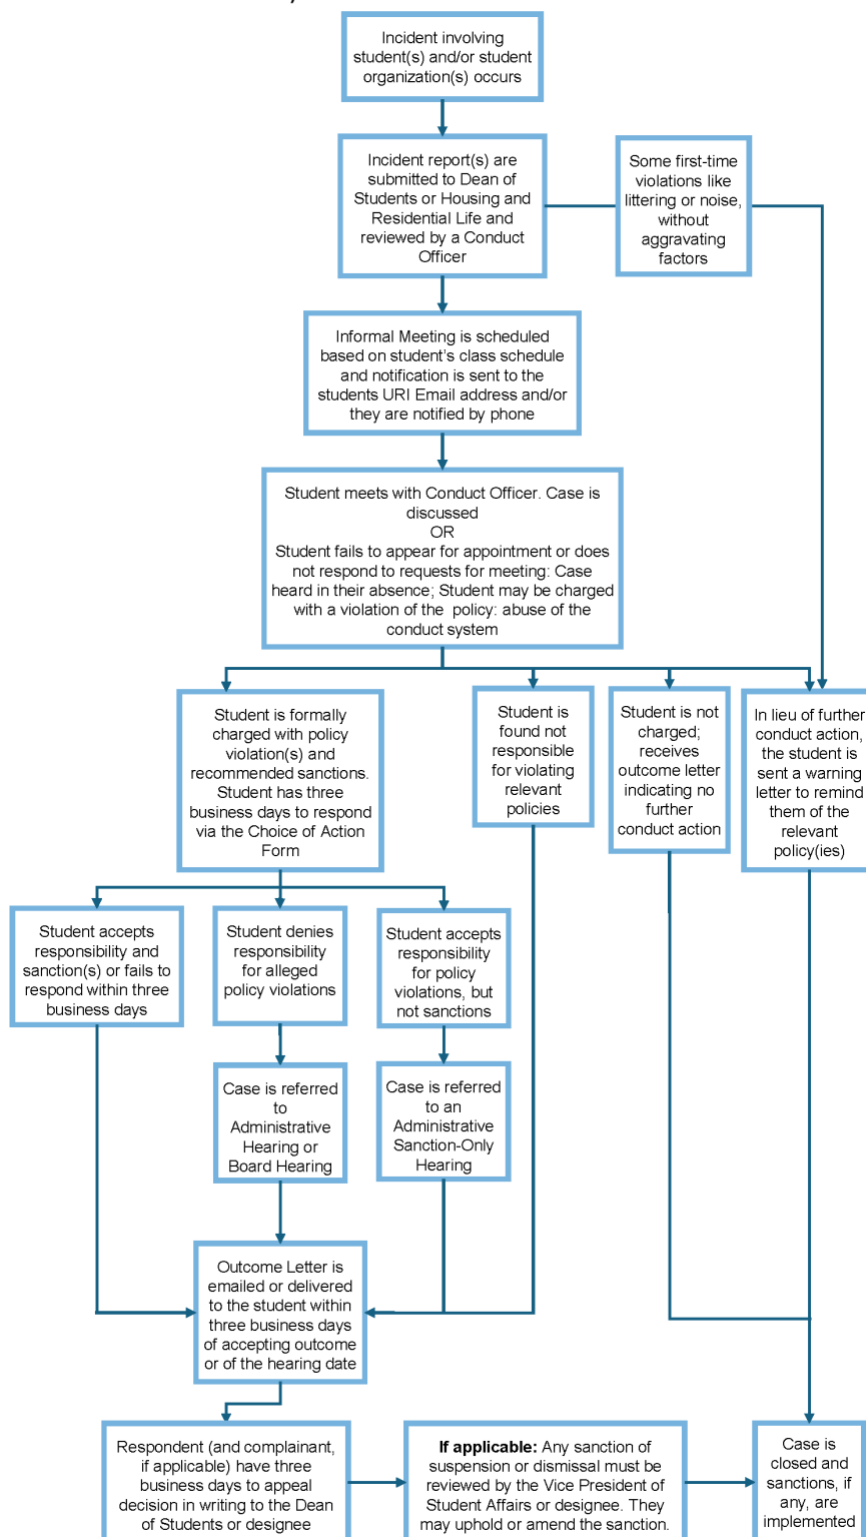 Incident involving
student(s) and/or student
organization(s) occurs
Incident report(s) are
submitted to Dean of
Students or Housing and
Residential Life and
reviewed by a Conduct
Officer
Some first-time
violations like
littering or noise,
without
aggravating
factors
Informal Meeting is scheduled
based on student’s class schedule
and notification is sent to the
students URI Email address and/or
they are notified by phone
Student meets with Conduct Officer. Case is
discussed
OR
Student fails to appear for appointment or does
not respond to requests for meeting: Case
heard in their absence; Student may be charged
with a violation of the policy: abuse of the
conduct system
Student is formally
charged with policy
violation(s) and
recommended sanctions.
Student has three
business days to respond
via the Choice of Action
Form
Student is
found not
responsible
for violating
relevant
policies
Student is not
charged;
receives
outcome letter
indicating no
further
conduct action
In lieu of further
conduct action,
the student is
sent a warning
letter to remind
them of the
relevant
policy(ies)
Student accepts
responsibility and
sanction(s) or fails to
respond within three
business days
Student denies
responsibility
for alleged
policy violations
Student accepts
responsibility
for policy
violations, but
not sanctions
Case is referred
to
Administrative
Hearing or
Board Hearing
Case is referred
to an
Administrative
Sanction-Only
Hearing
Outcome Letter is
emailed or delivered
to the student within
three business days
of accepting outcome
or of the hearing date
Respondent (and complainant,
if applicable) have three
business days to appeal
decision in writing to the Dean
of Students or designee
If applicable: Any sanction of
suspension or dismissal must be
reviewed by the Vice President of
Student Affairs or designee. They
may uphold or amend the sanction.
Case is
closed and
sanctions, if
any, are
implemented